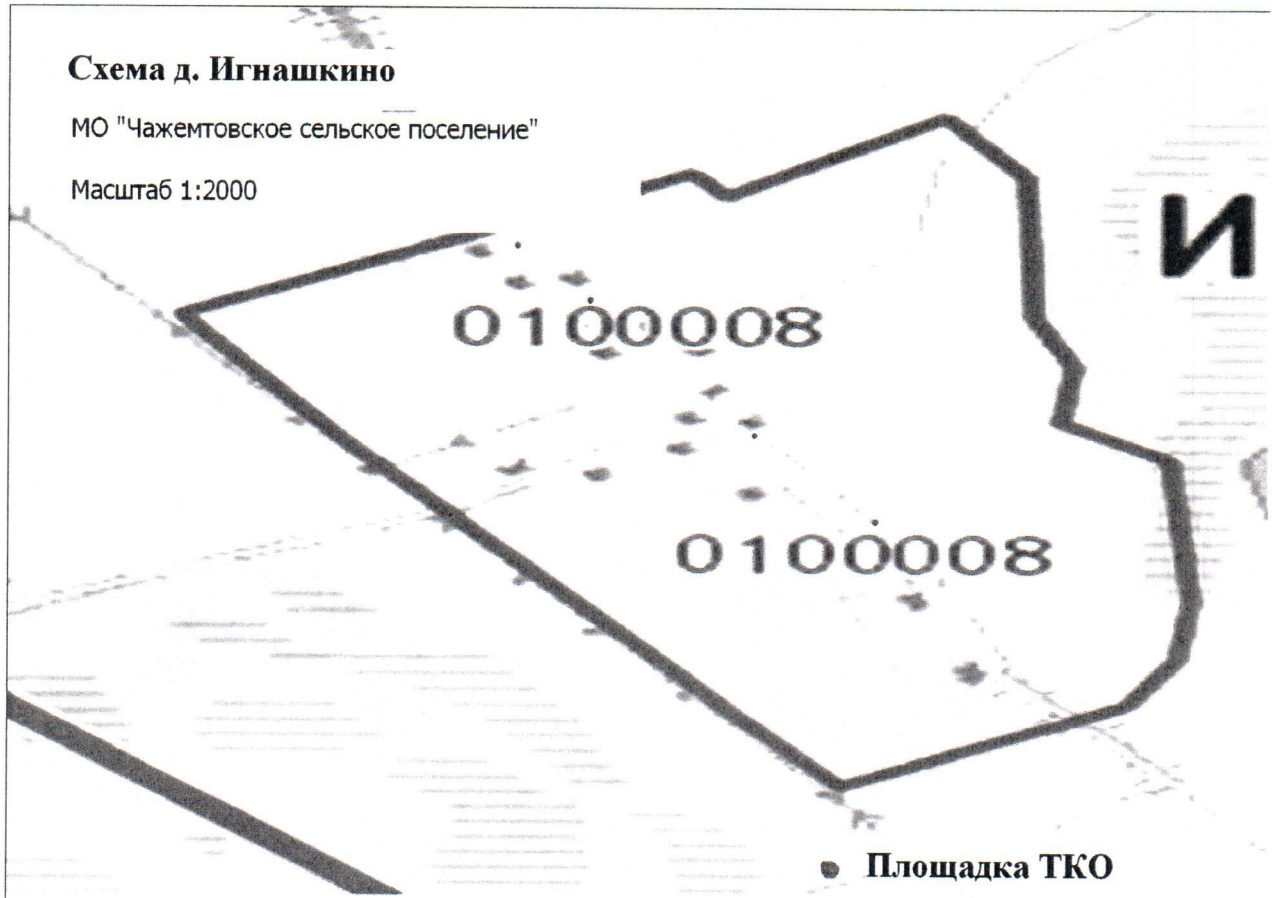 Схема д. Игнашкино
МО "Чажемтовское сельское поселение"
Масштаб 1:2000
И
0100008
0100008
Площадка ТКО